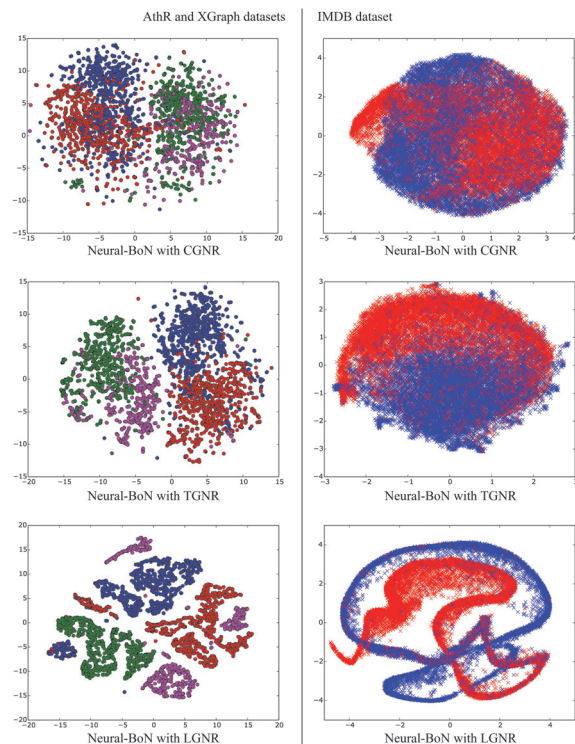 AthR and XGraph datasets
IMDB dataset
15
10
5
0
−5
−10
−15
−15 −10 −5 0 5 10 15
Neural-BoN with CGNR
4
2
0
−2
−4
−5 −4 −3 −2 −1 0 1 2 3 4
Neural-BoN with CGNR
15
10
5
0
−5
−10
−15
−20 −15 −10 −5 0 5 10 15
Neural-BoN with TGNR
3
2
1
0
−1
−2
−3
−3 −2 −1 0 1 2 3
Neural-BoN with TGNR
20
15
10
5
0
−5
−10
−15
−20
−20 −15 −10 −5 0 5 10 15 20
Neural-BoN with LGNR
4
2
0
−2
−4
−4 −2 0 2 4
Neural-BoN with LGNR